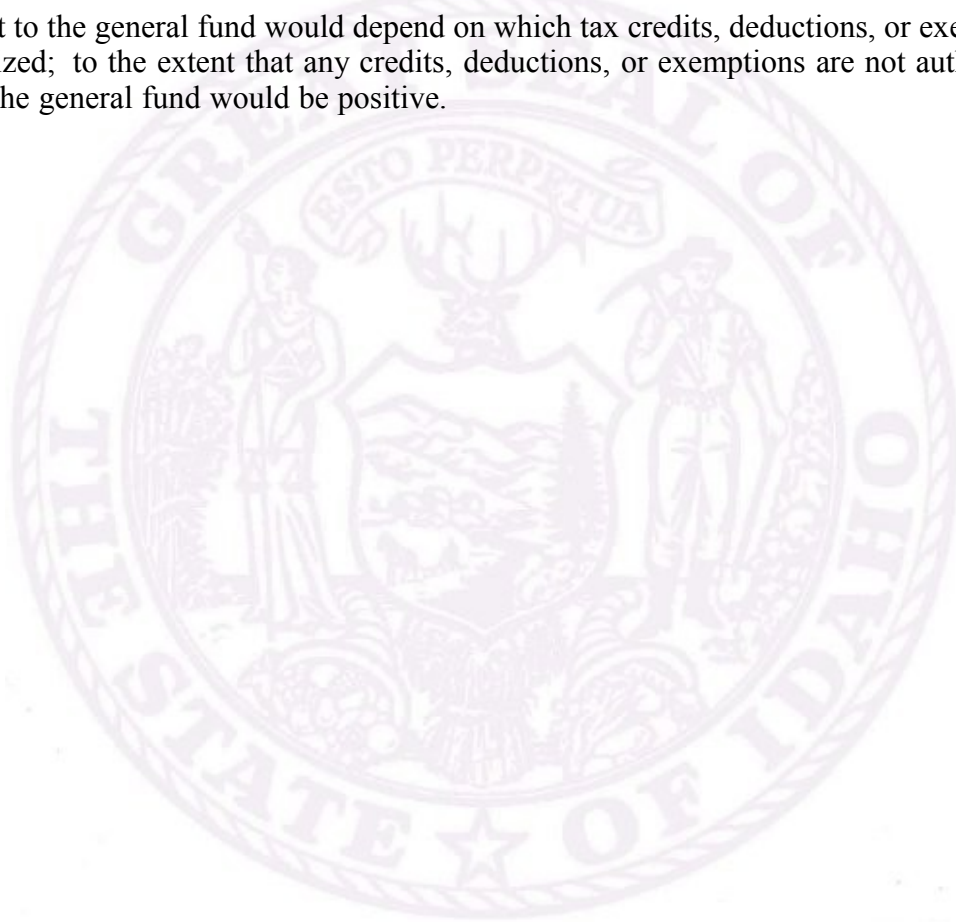 t to the general fund would depend on which tax credits, deductions, or exe
ized; to the extent that any credits, deductions, or exemptions are not auth
he general fund would be positive.
GREAT SEAL OF
ESTO PERPETUA
THE STATE OF IDAHO